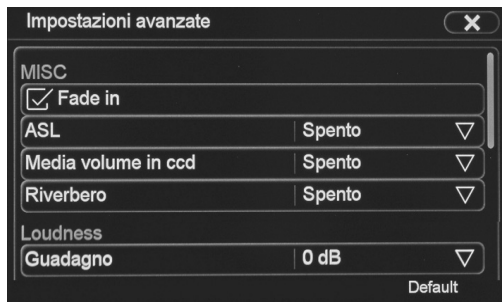 Impostazioni avanzate
MISC
Fade in
ASL Spento
Media volume in ccd Spento
Riverbero Spento
Loudness
Guadagno 0 dB
Default